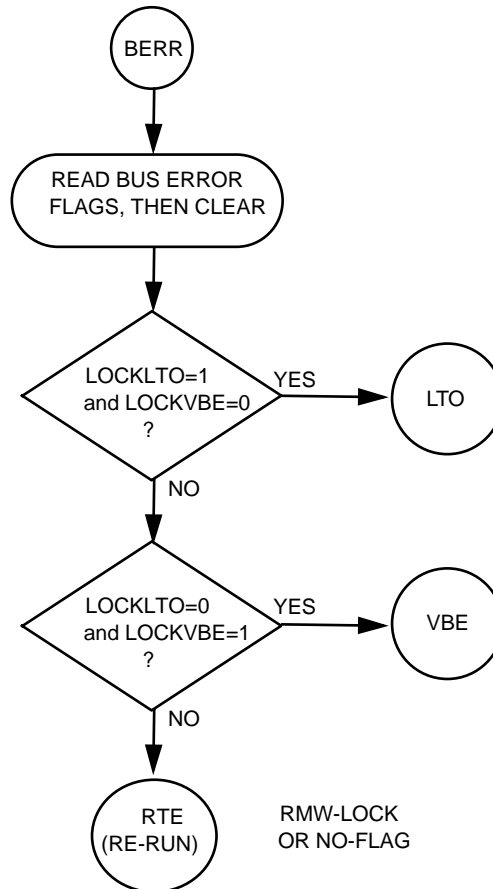 BERR
READ BUS ERROR
FLAGS, THEN CLEAR
LOCKLTO=1
and LOCKVBE=0
?
YES
LTO
NO
LOCKLTO=0
and LOCKVBE=1
?
YES
VBE
NO
RTE
(RE-RUN)
RMW-LOCK
OR NO-FLAG